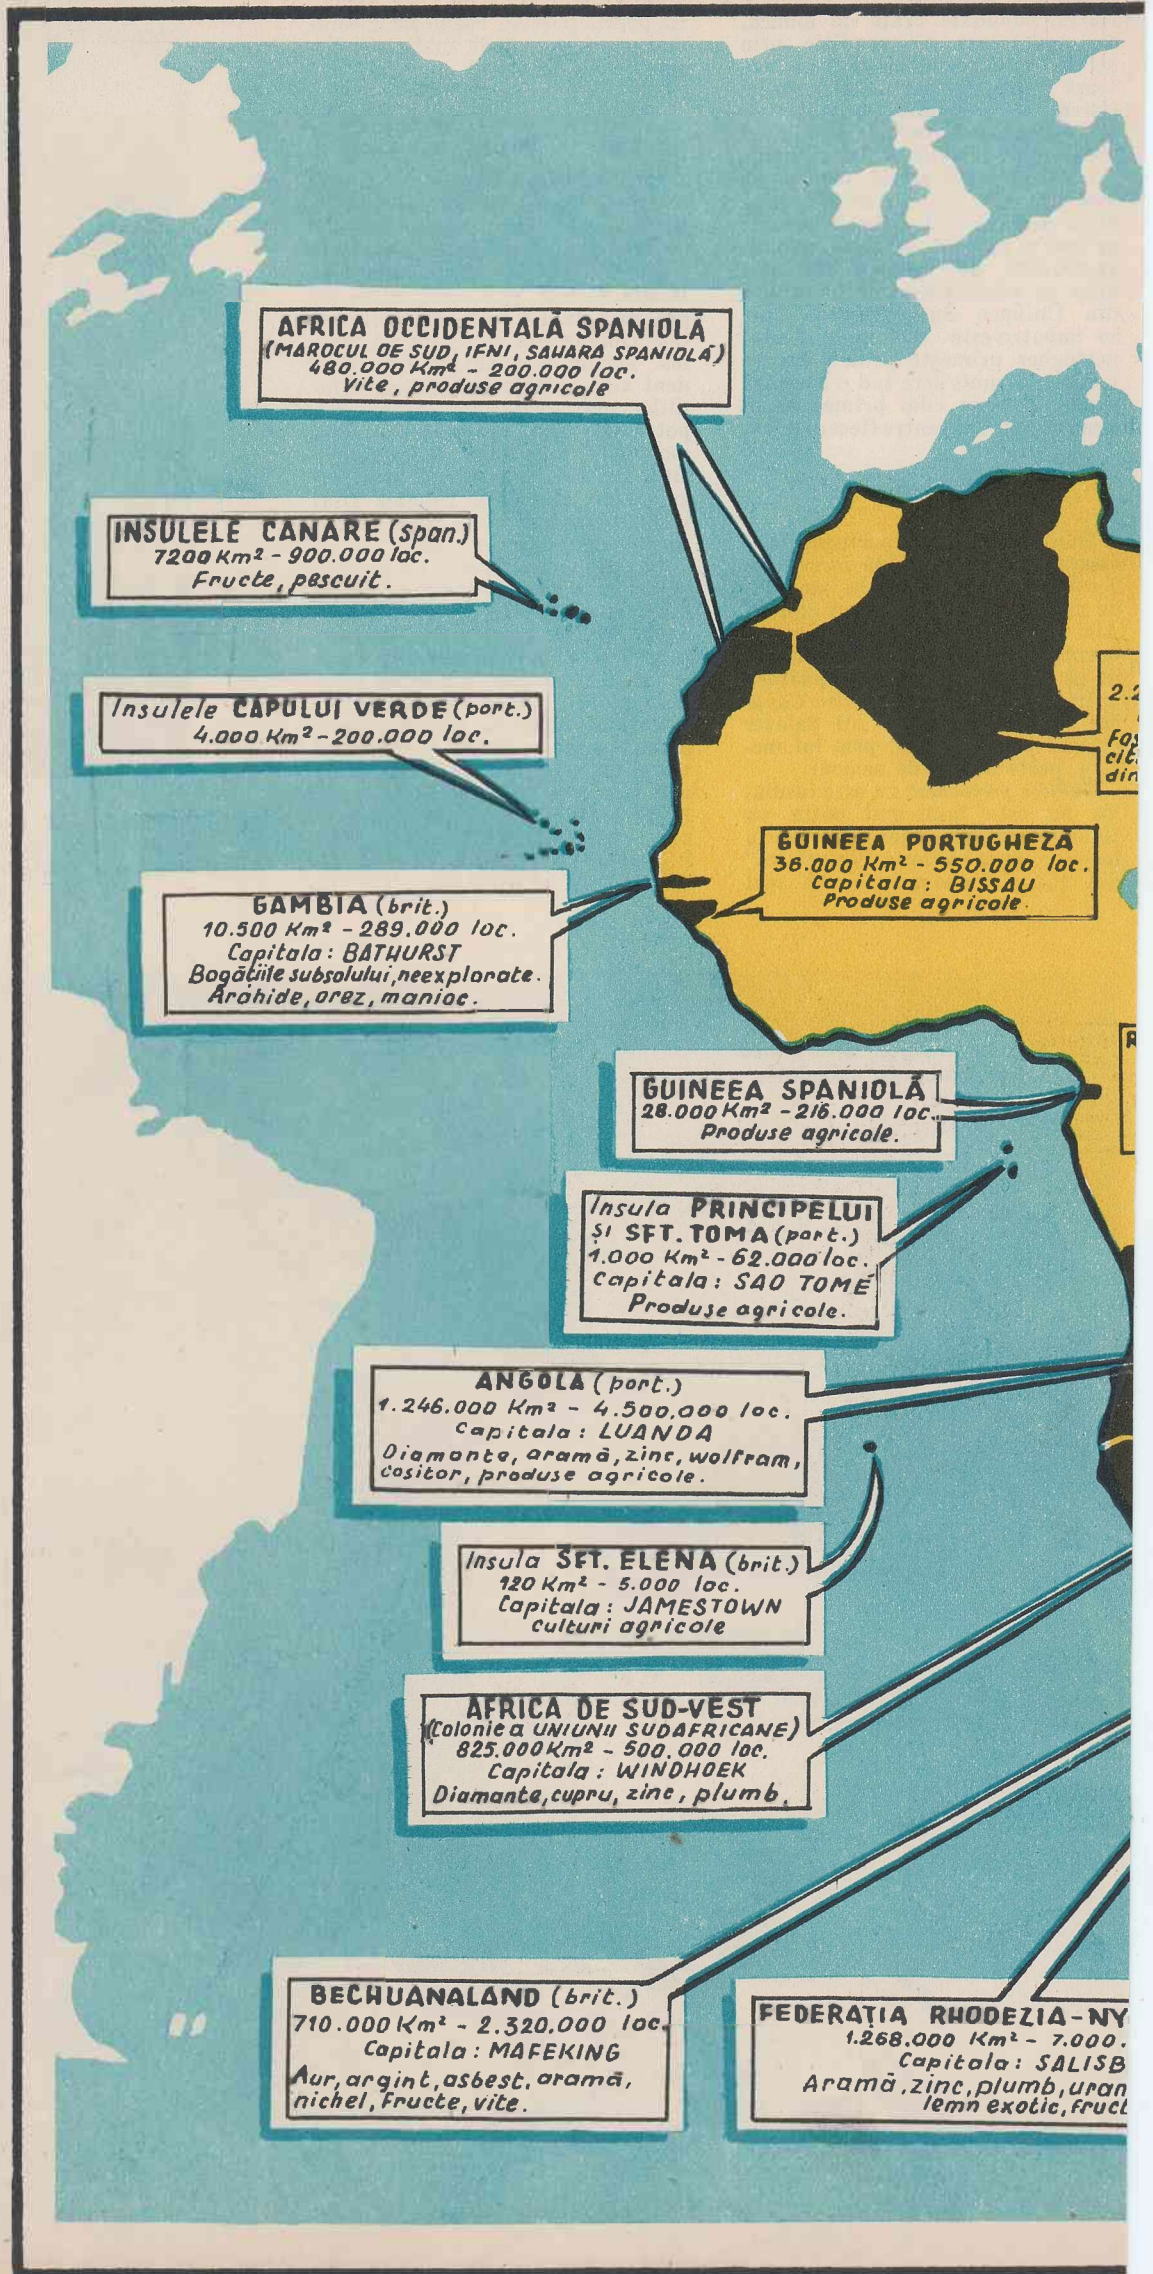 AFRICA OCCIDENTALĂ SPANIOLĂ
(MAROCUL DE SUD, IFNI, SAHARA SPANIOLĂ)
480.000 Km² - 200.000 loc.
Vite, produse agricole
INSULELE CANARE (span.)
7200 Km² - 900.000 loc.
Fructe, pescuit.
Insulele CAPULUI VERDE (port.)
4.000 Km² - 200.000 loc.
2.2
Fos
cit
din
GUINEEA PORTUGHEZĂ
36.000 Km² - 550.000 loc.
Capitala : BISSAU
Produse agricole.
GAMBIA (brit.)
10.500 Km² - 289.000 loc.
Capitala : BATHURST
Bogățiile subsolului, neexplorate.
Arahide, orez, manioc.
R
GUINEEA SPANIOLĂ
28.000 Km² - 216.000 loc.
Produse agricole.
Insula PRINCIPELUI
ȘI SFT. TOMA (port.)
1.000 Km² - 62.000 loc.
Capitala : SAO TOMÉ
Produse agricole.
ANGOLA (port.)
1.246.000 Km² - 4.500.000 loc.
Capitala : LUANDA
Diamante, aramă, zinc, wolfram,
cositor, produse agricole.
Insula SFT. ELENA (brit.)
120 Km² - 5.000 loc.
Capitala : JAMESTOWN
Culturi agricole
AFRICA DE SUD-VEST
(Colonie a UNIUNII SUDAFRICANE)
825.000 Km² - 500.000 loc.
Capitala : WINDHOEK
Diamante, cupru, zinc, plumb.
BECHUANALAND (brit.)
710.000 Km² - 2.320.000 loc.
Capitala : MAFEKING
Aur, argint, asbest, aramă,
nichel, fructe, vite.
FEDERAȚIA RHODEZIA-NY
1.268.000 Km² - 7.000.
Capitala : SALISB
Aramă, zinc, plumb, uran
lemn exotic, fruct